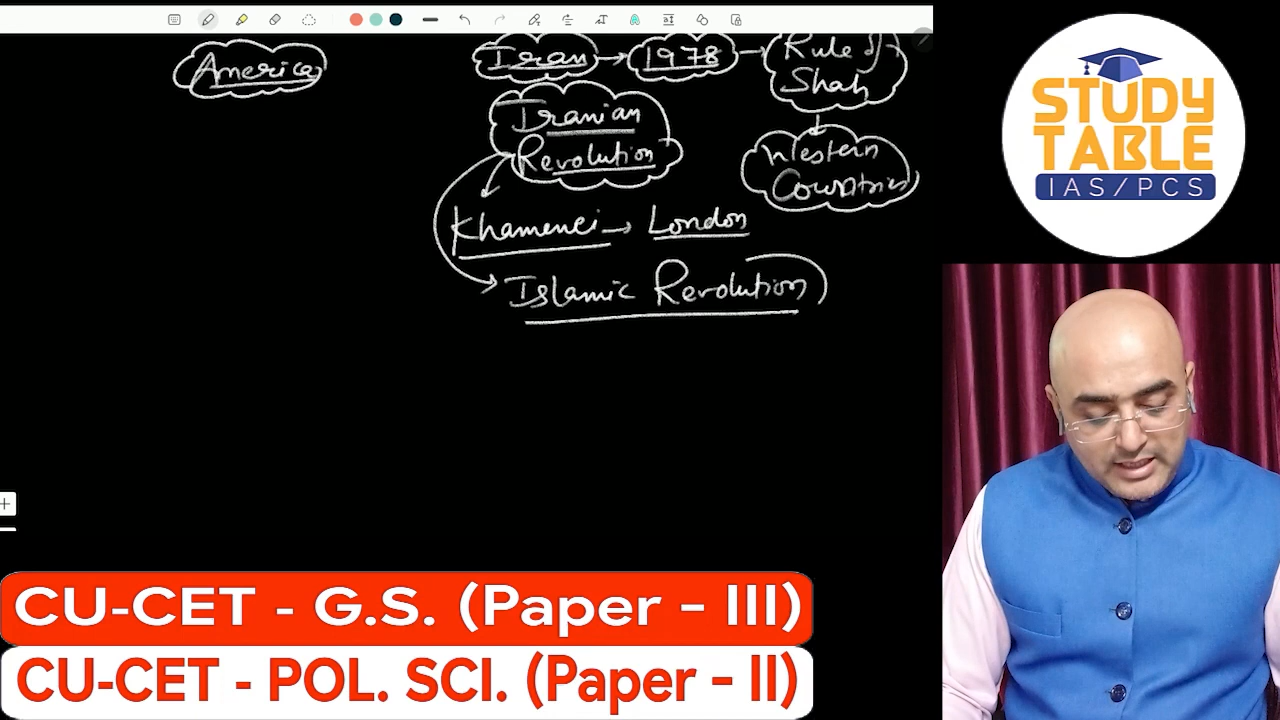 America
Iran → 1978 → Rule of
Shah
Iranian
Revolution
Western
Countries
Khamenei → London
Islamic Revolution
STUDY
TABLE
IAS/PCS
CU-CET - G.S. (Paper - III)
CU-CET - POL. SCI. (Paper - II)